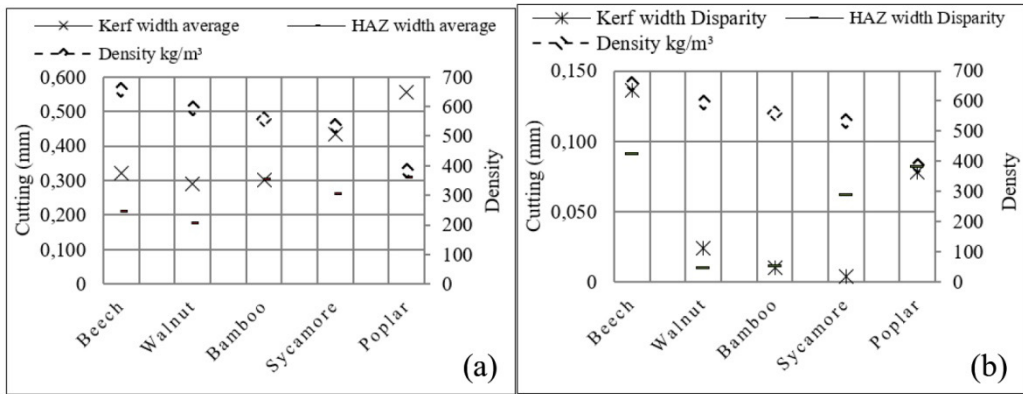 Kerf width average
HAZ width average
Density kg/m³
0,600
0,500
0,400
0,300
0,200
0,100
0,000
Cutting (mm)
700
600
500
400
300
200
100
0
Density
Beech
Walnut
Bamboo
Sycamore
Poplar
(a)
Kerf width Disparity
HAZ width Disparity
Density kg/m³
0,150
0,100
0,050
0
Cutting (mm)
700
600
500
400
300
200
100
0
Densty
Beech
Walnut
Bamboo
Sycamore
Poplar
(b)